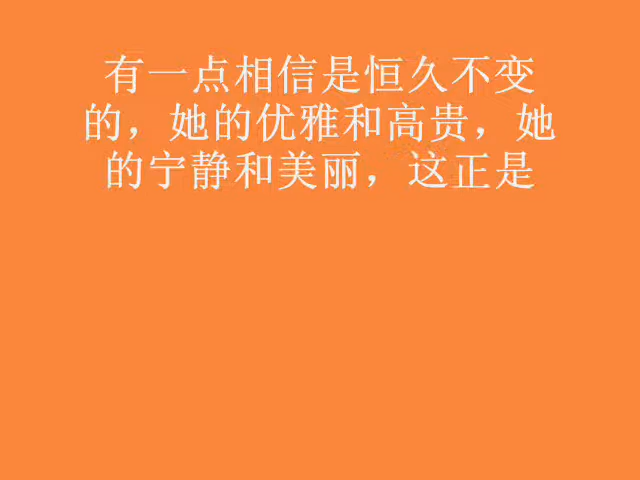 有一点相信是恒久不变
的，她的优雅和高贵，她
的宁静和美丽，这正是